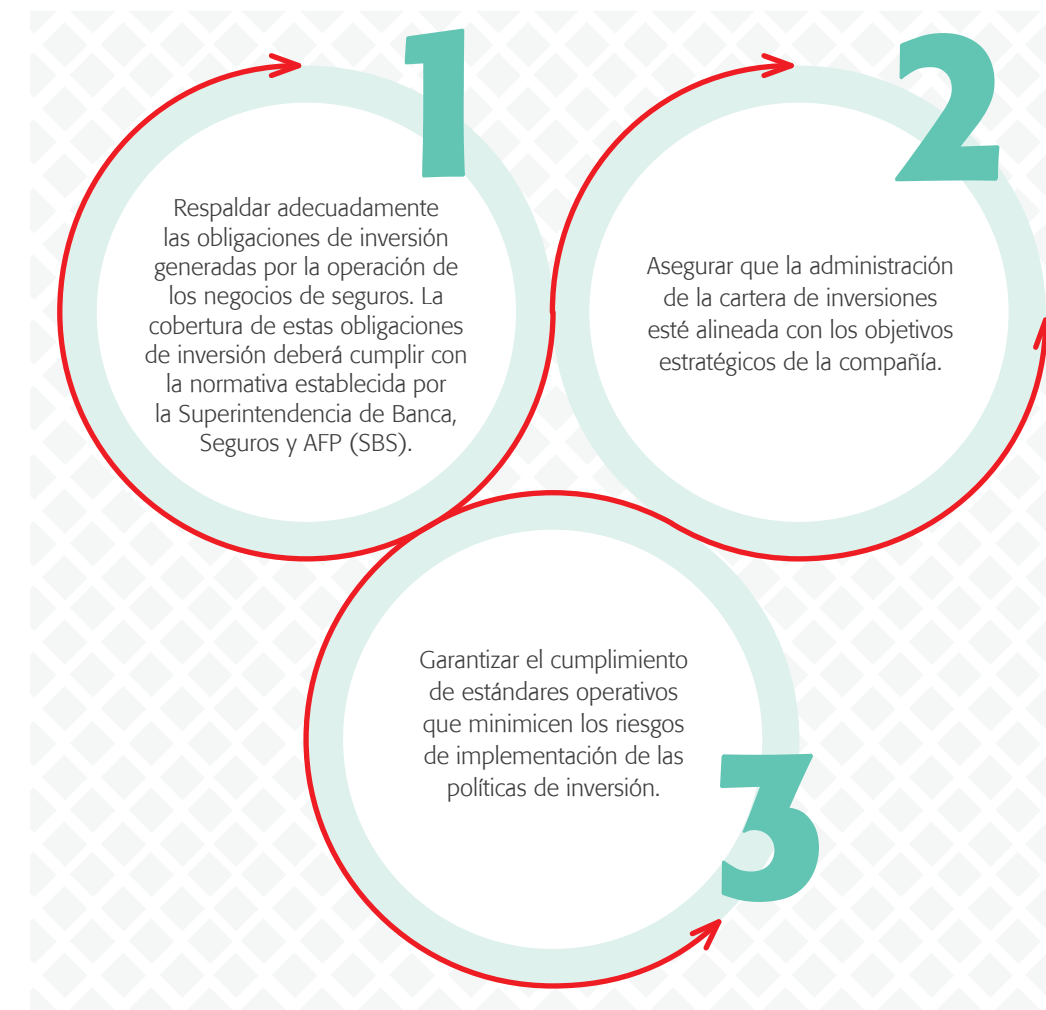 1
Respaldar adecuadamente
las obligaciones de inversión
generadas por la operación de
los negocios de seguros. La
cobertura de estas obligaciones
de inversión deberá cumplir con
la normativa establecida por
la Superintendencia de Banca,
Seguros y AFP (SBS).
2
Asegurar que la administración
de la cartera de inversiones
esté alineada con los objetivos
estratégicos de la compañía.
Garantizar el cumplimiento
de estándares operativos
que minimicen los riesgos
de implementación de las
políticas de inversión.
3